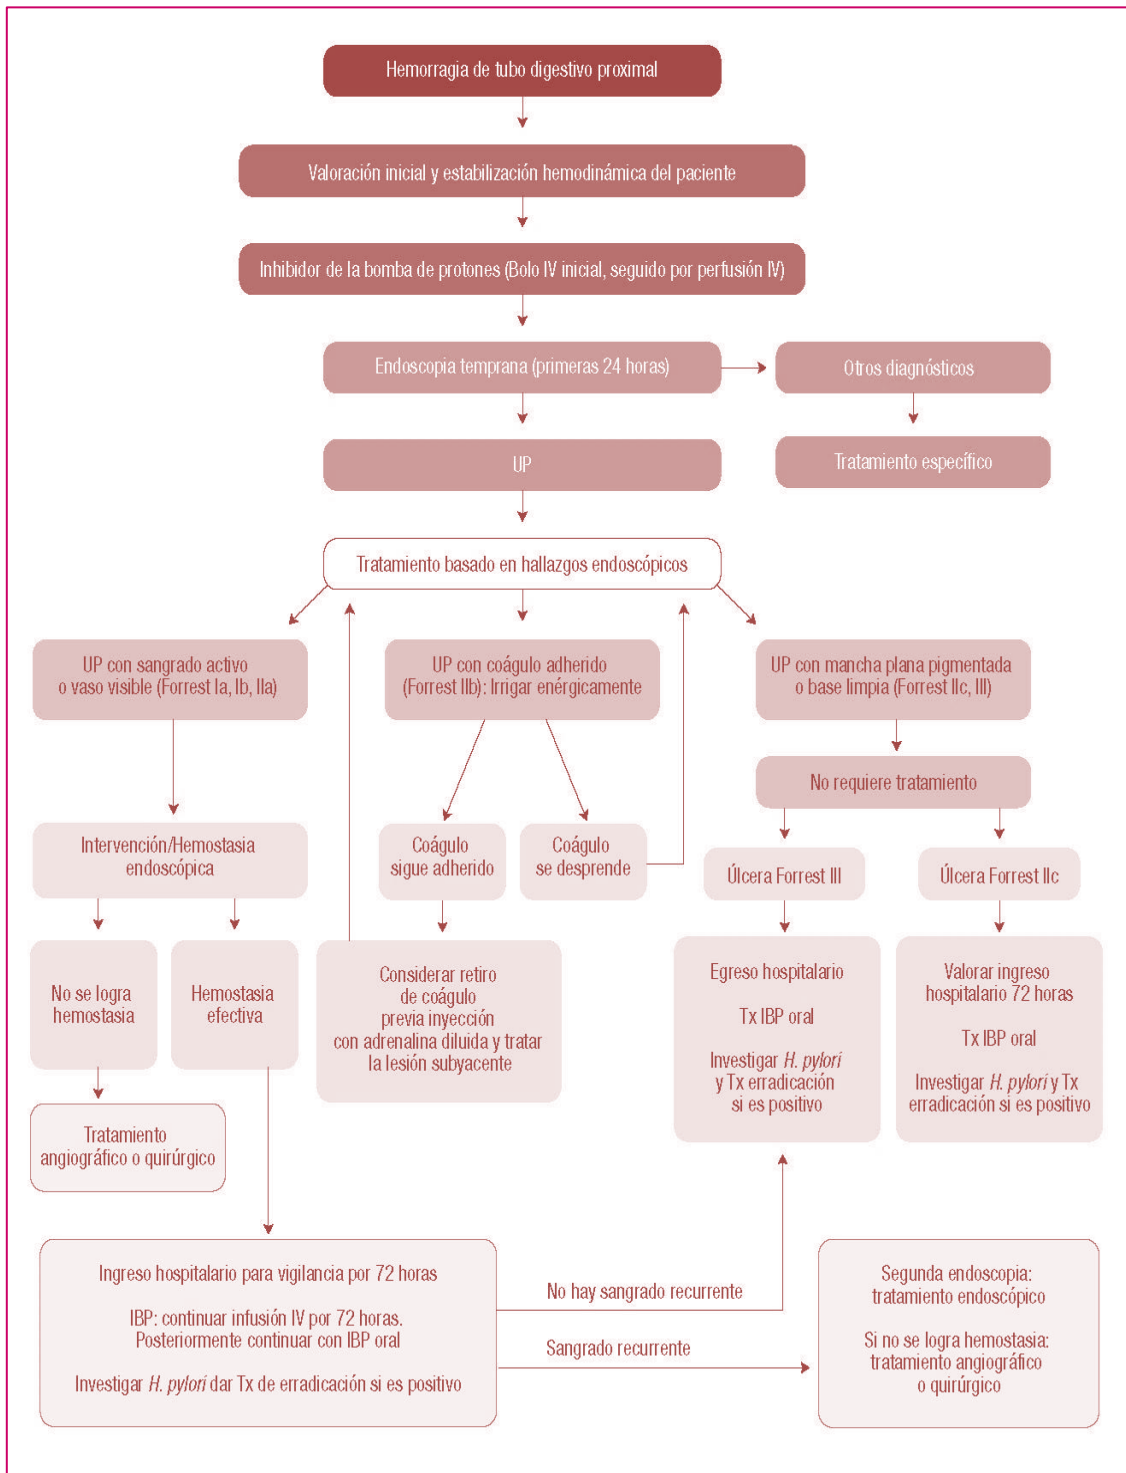 Hemorragia de tubo digestivo proximal
Valoración inicial y estabilización hemodinámica del paciente
Inhibidor de la bomba de protones (Bolo IV inicial, seguido por perfusión IV)
Endoscopia temprana (primeras 24 horas)
Otros diagnósticos
UP
Tratamiento específico
Tratamiento basado en hallazgos endoscópicos
UP con sangrado activo
o vaso visible (Forrest Ia, Ib, IIa)
UP con coágulo adherido
(Forrest IIb): Irrigar enérgicamente
UP con mancha plana pigmentada
o base limpia (Forrest IIc, III)
No requiere tratamiento
Intervención/Hemostasia
endoscópica
Coágulo
sigue adherido
Coágulo
se desprende
Úlcera Forrest III
Úlcera Forrest IIc
No se logra
hemostasia
Hemostasia
efectiva
Considerar retiro
de coágulo
previa inyección
con adrenalina diluida y tratar
la lesión subyacente
Egreso hospitalario
Tx IBP oral
Investigar H. pylori
y Tx erradicación
si es positivo
Valorar ingreso
hospitalario 72 horas
Tx IBP oral
Investigar H. pylori y Tx
erradicación si es positivo
Tratamiento
angiográfico o quirúrgico
Ingreso hospitalario para vigilancia por 72 horas
IBP: continuar infusión IV por 72 horas.
Posteriormente continuar con IBP oral
Investigar H. pylori dar Tx de erradicación si es positivo
No hay sangrado recurrente
Sangrado recurrente
Segunda endoscopia:
tratamiento endoscópico
Si no se logra hemostasia:
tratamiento angiográfico
o quirúrgico